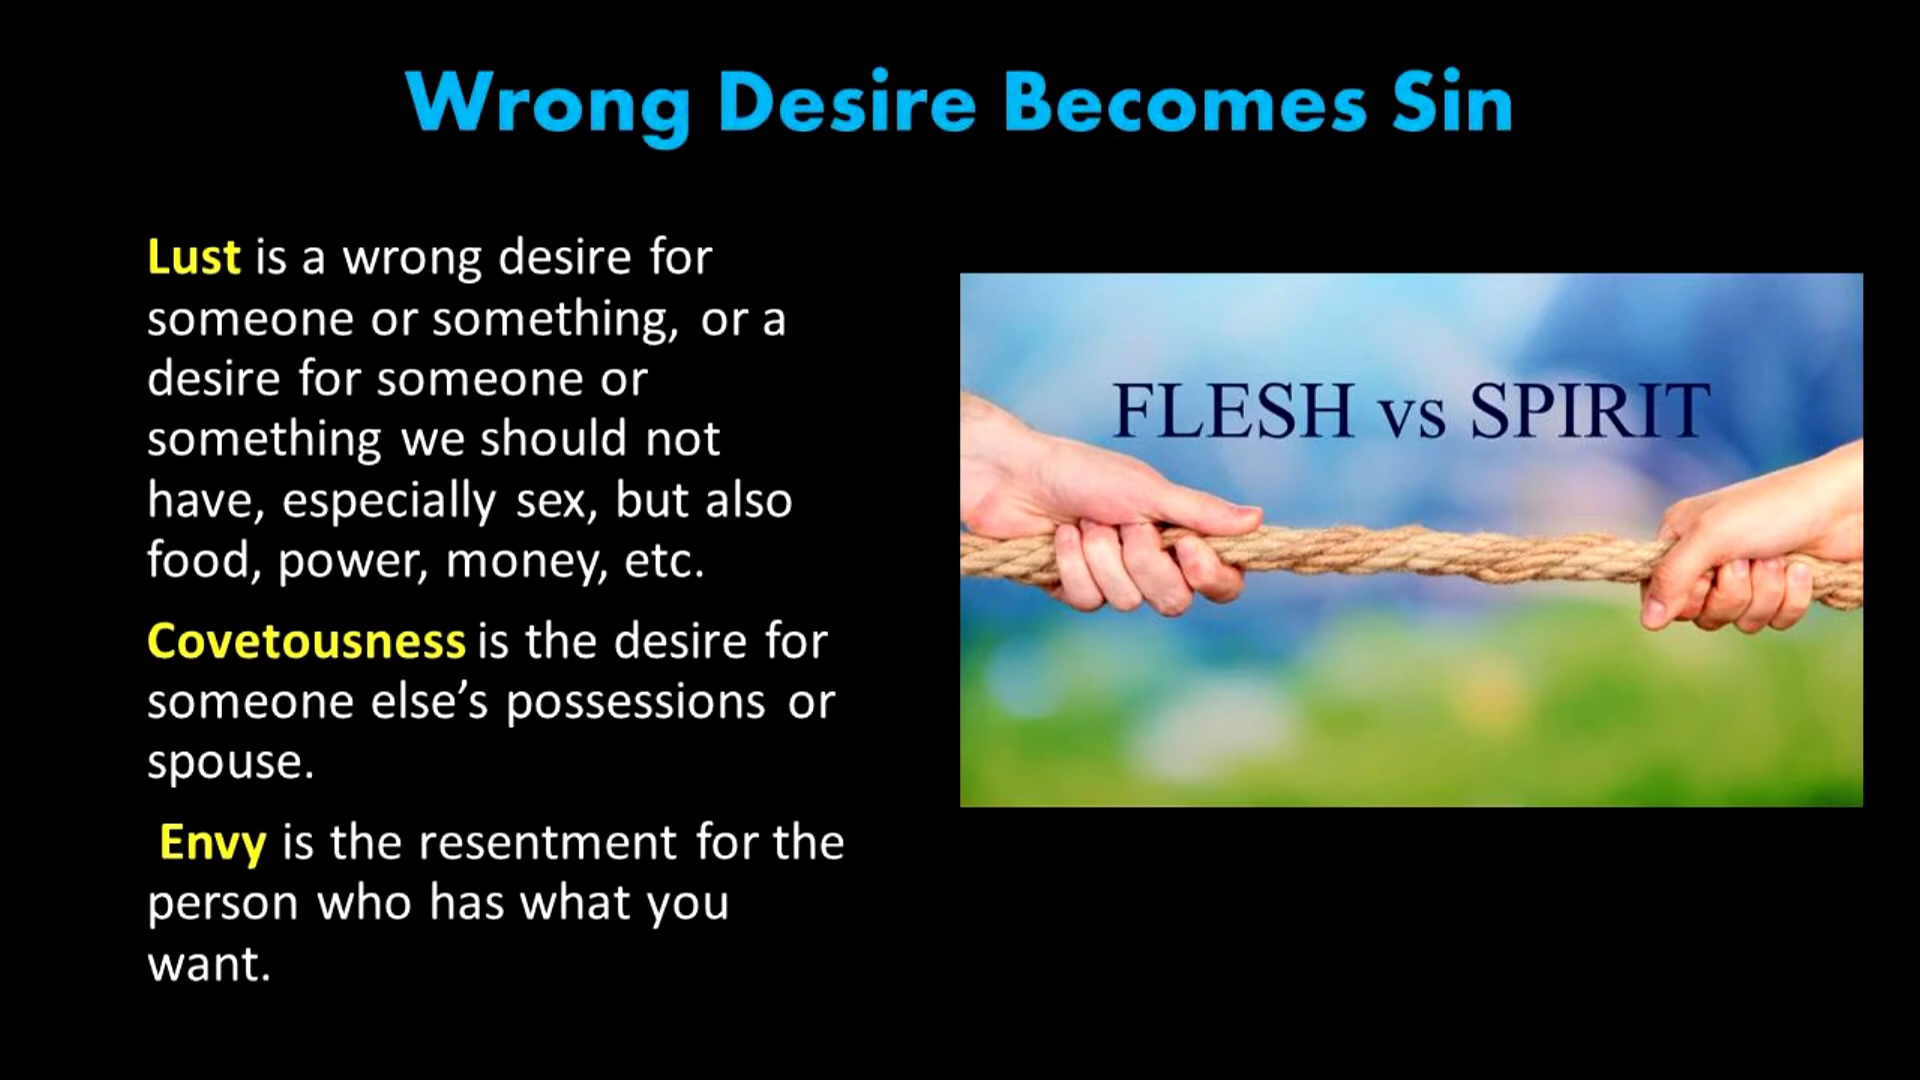 Wrong Desire Becomes Sin
Lust is a wrong desire for
someone or something, or a
desire for someone or
something we should not
have, especially sex, but also
food, power, money, etc.
Covetousness is the desire for
someone else’s possessions or
spouse.
Envy is the resentment for the
person who has what you
want.
FLESH vs SPIRIT